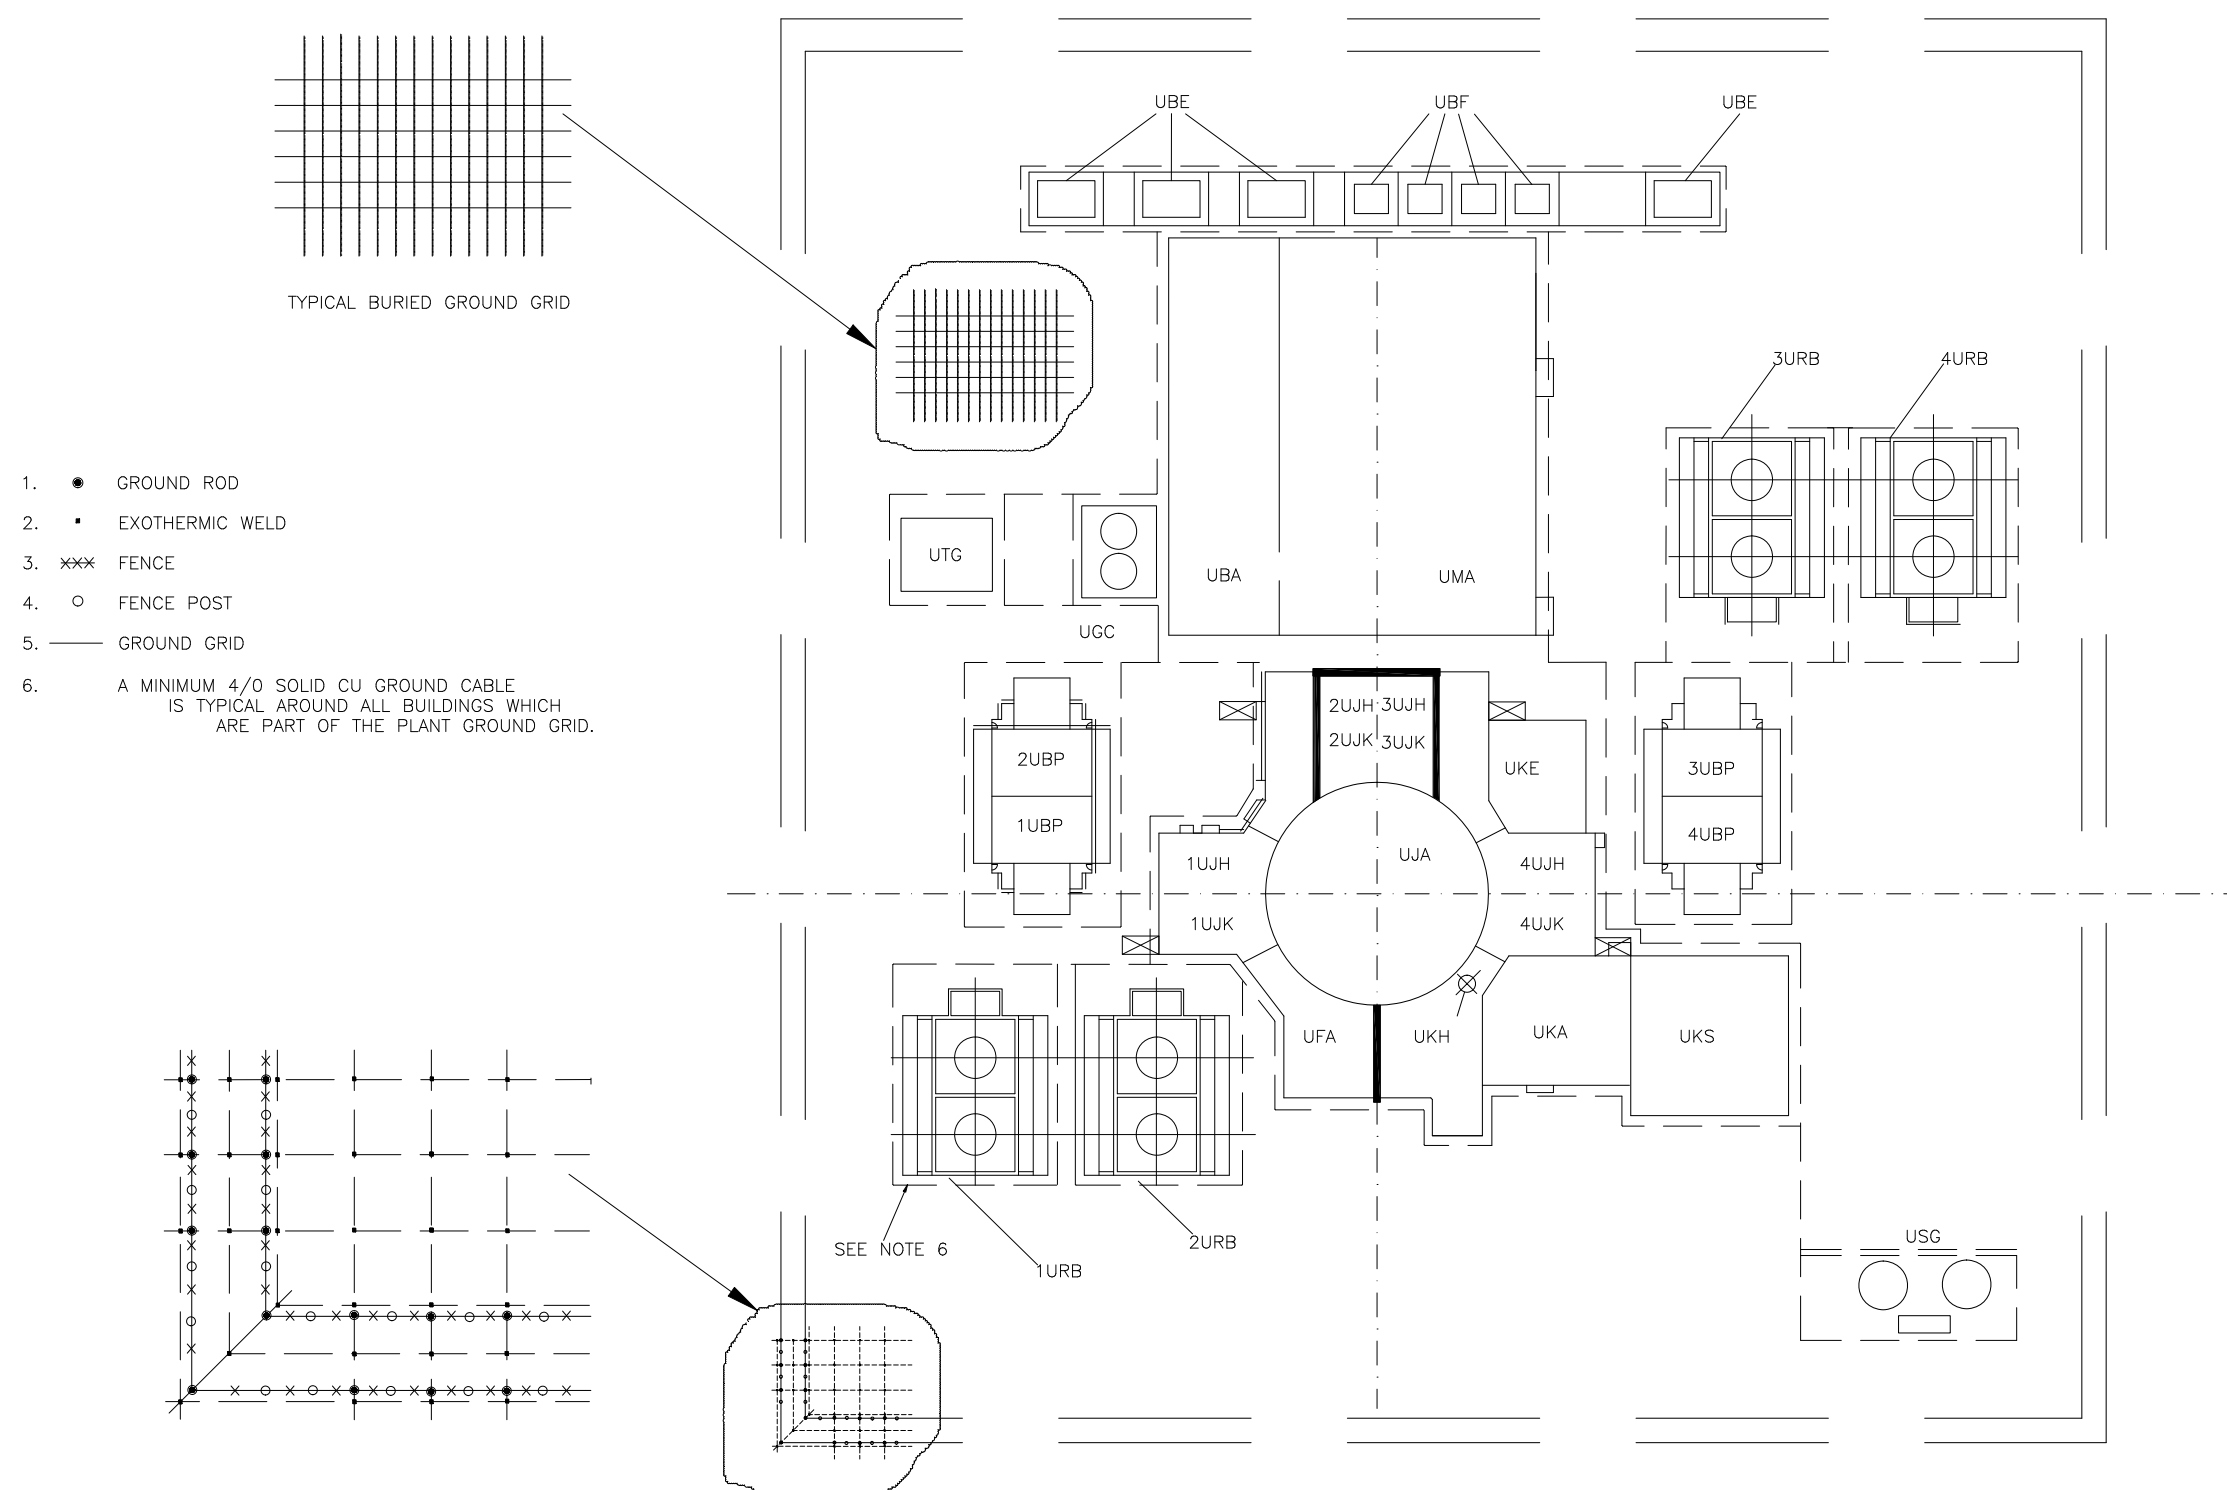 UBE
UBF
UBE
TYPICAL BURIED GROUND GRID
3URB
4URB
1. GROUND ROD
2. EXOTHERMIC WELD
3. FENCE
4. FENCE POST
5. GROUND GRID
6. A MINIMUM 4/0 SOLID CU GROUND CABLE
IS TYPICAL AROUND ALL BUILDINGS WHICH
ARE PART OF THE PLANT GROUND GRID.
UTG
UBA
UMA
UGC
2UJH 3UJH
2UJK 3UJK
2UBP
UKE
3UBP
1UBP
4UBP
UJA
1UJH
4UJH
1UJK
4UJK
UFA
UKH
UKA
UKS
SEE NOTE 6
1URB
2URB
USG